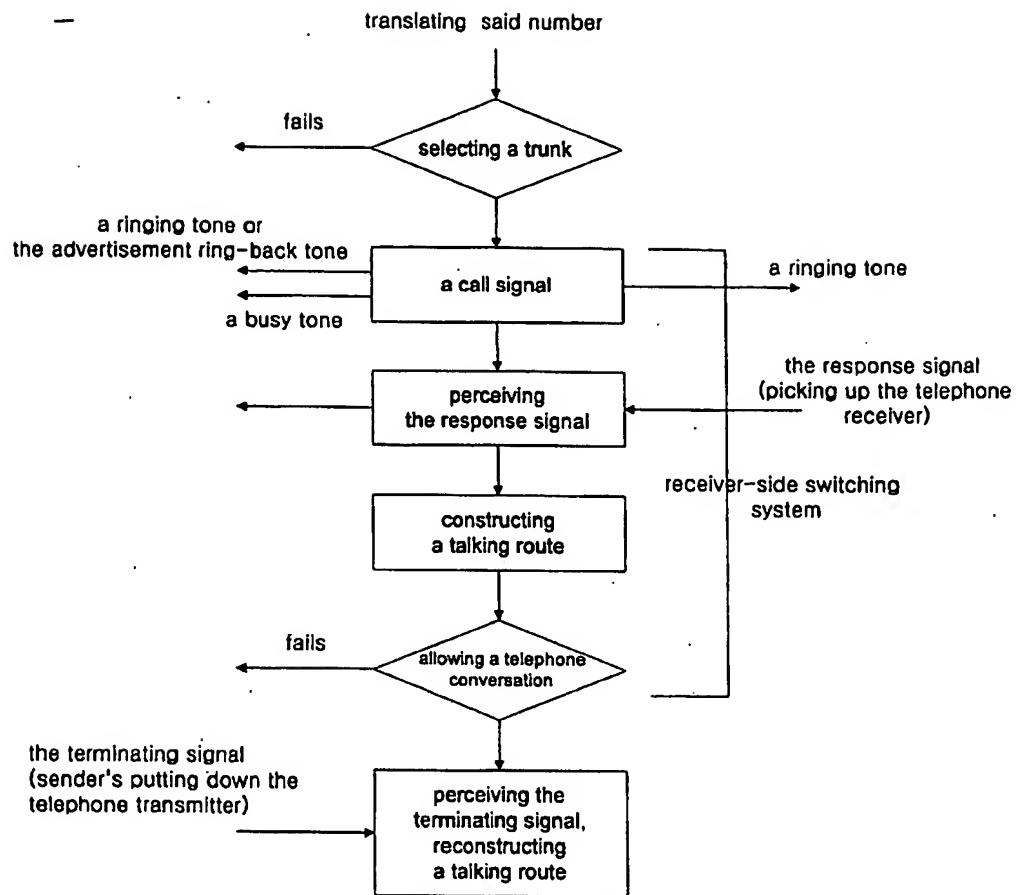 translating said number
fails
selecting a trunk
a ringing tone or
the advertisement ring-back tone
a call signal
a ringing tone
a busy tone
the response signal
(picking up the telephone
receiver)
perceiving
the response signal
receiver-side switching
system
constructing
a talking route
fails
allowing a telephone
conversation
the terminating signal
(sender's putting down the
telephone transmitter)
perceiving the
terminating signal,
reconstructing
a talking route